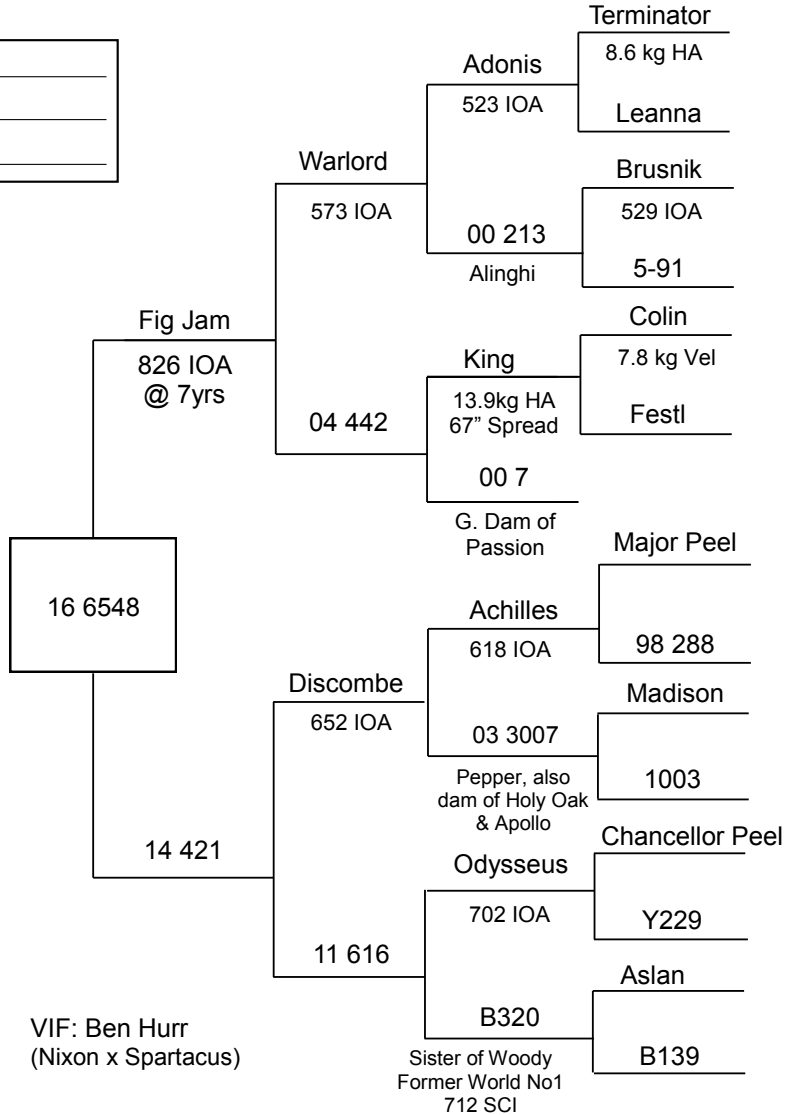 Terminator
8.6 kg HA
Adonis
523 IOA
Leanna
Warlord
573 IOA
Brusnik
529 IOA
00 213
Alinghi
5-91
Fig Jam
826 IOA
@ 7yrs
Colin
7.8 kg Vel
King
13.9kg HA
67” Spread
Festl
04 442
00 7
G. Dam of
Passion
16 6548
Major Peel
Achilles
618 IOA
98 288
Discombe
652 IOA
Madison
03 3007
Pepper, also
dam of Holy Oak
& Apollo
1003
14 421
Chancellor Peel
Odysseus
702 IOA
Y229
11 616
Aslan
B320
Sister of Woody
Former World No1
712 SCI
B139
VIF: Ben Hurr
(Nixon x Spartacus)